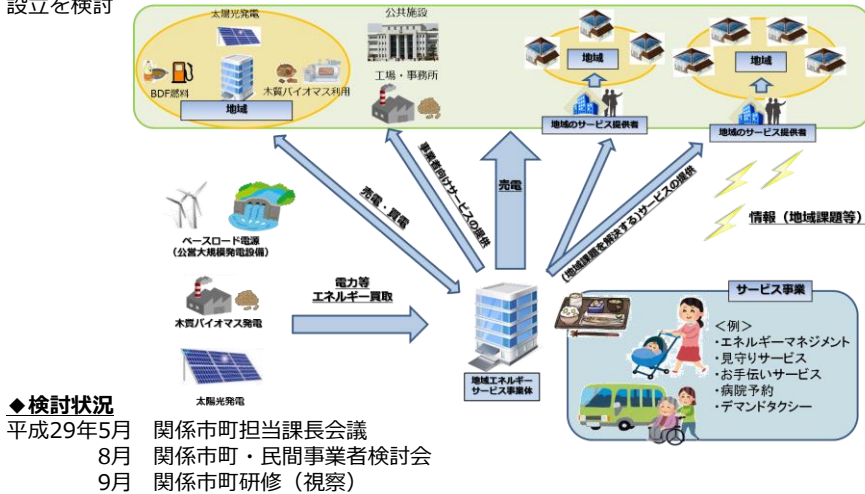 設立を検討
太陽光発電
BDF燃料
木質バイオマス利用
地域
公共施設
工場・事務所
地域
地域のサービス提供者
地域
地域のサービス提供者
売電・買電
事業者向けサービスの提供
売電
(地域課題を解決する)サービスの提供
情報（地域課題等）
ベースロード電源
（公営大規模発電設備）
木質バイオマス発電
太陽光発電
電力等
エネルギー買取
地域エネルギー
サービス事業体
サービス事業
＜例＞
・エネルギーマネジメント
・見守りサービス
・お手伝いサービス
・病院予約
・デマンドタクシー
◆検討状況
平成29年5月　関係市町担当課長会議
8月　関係市町・民間事業者検討会
9月　関係市町研修（視察）